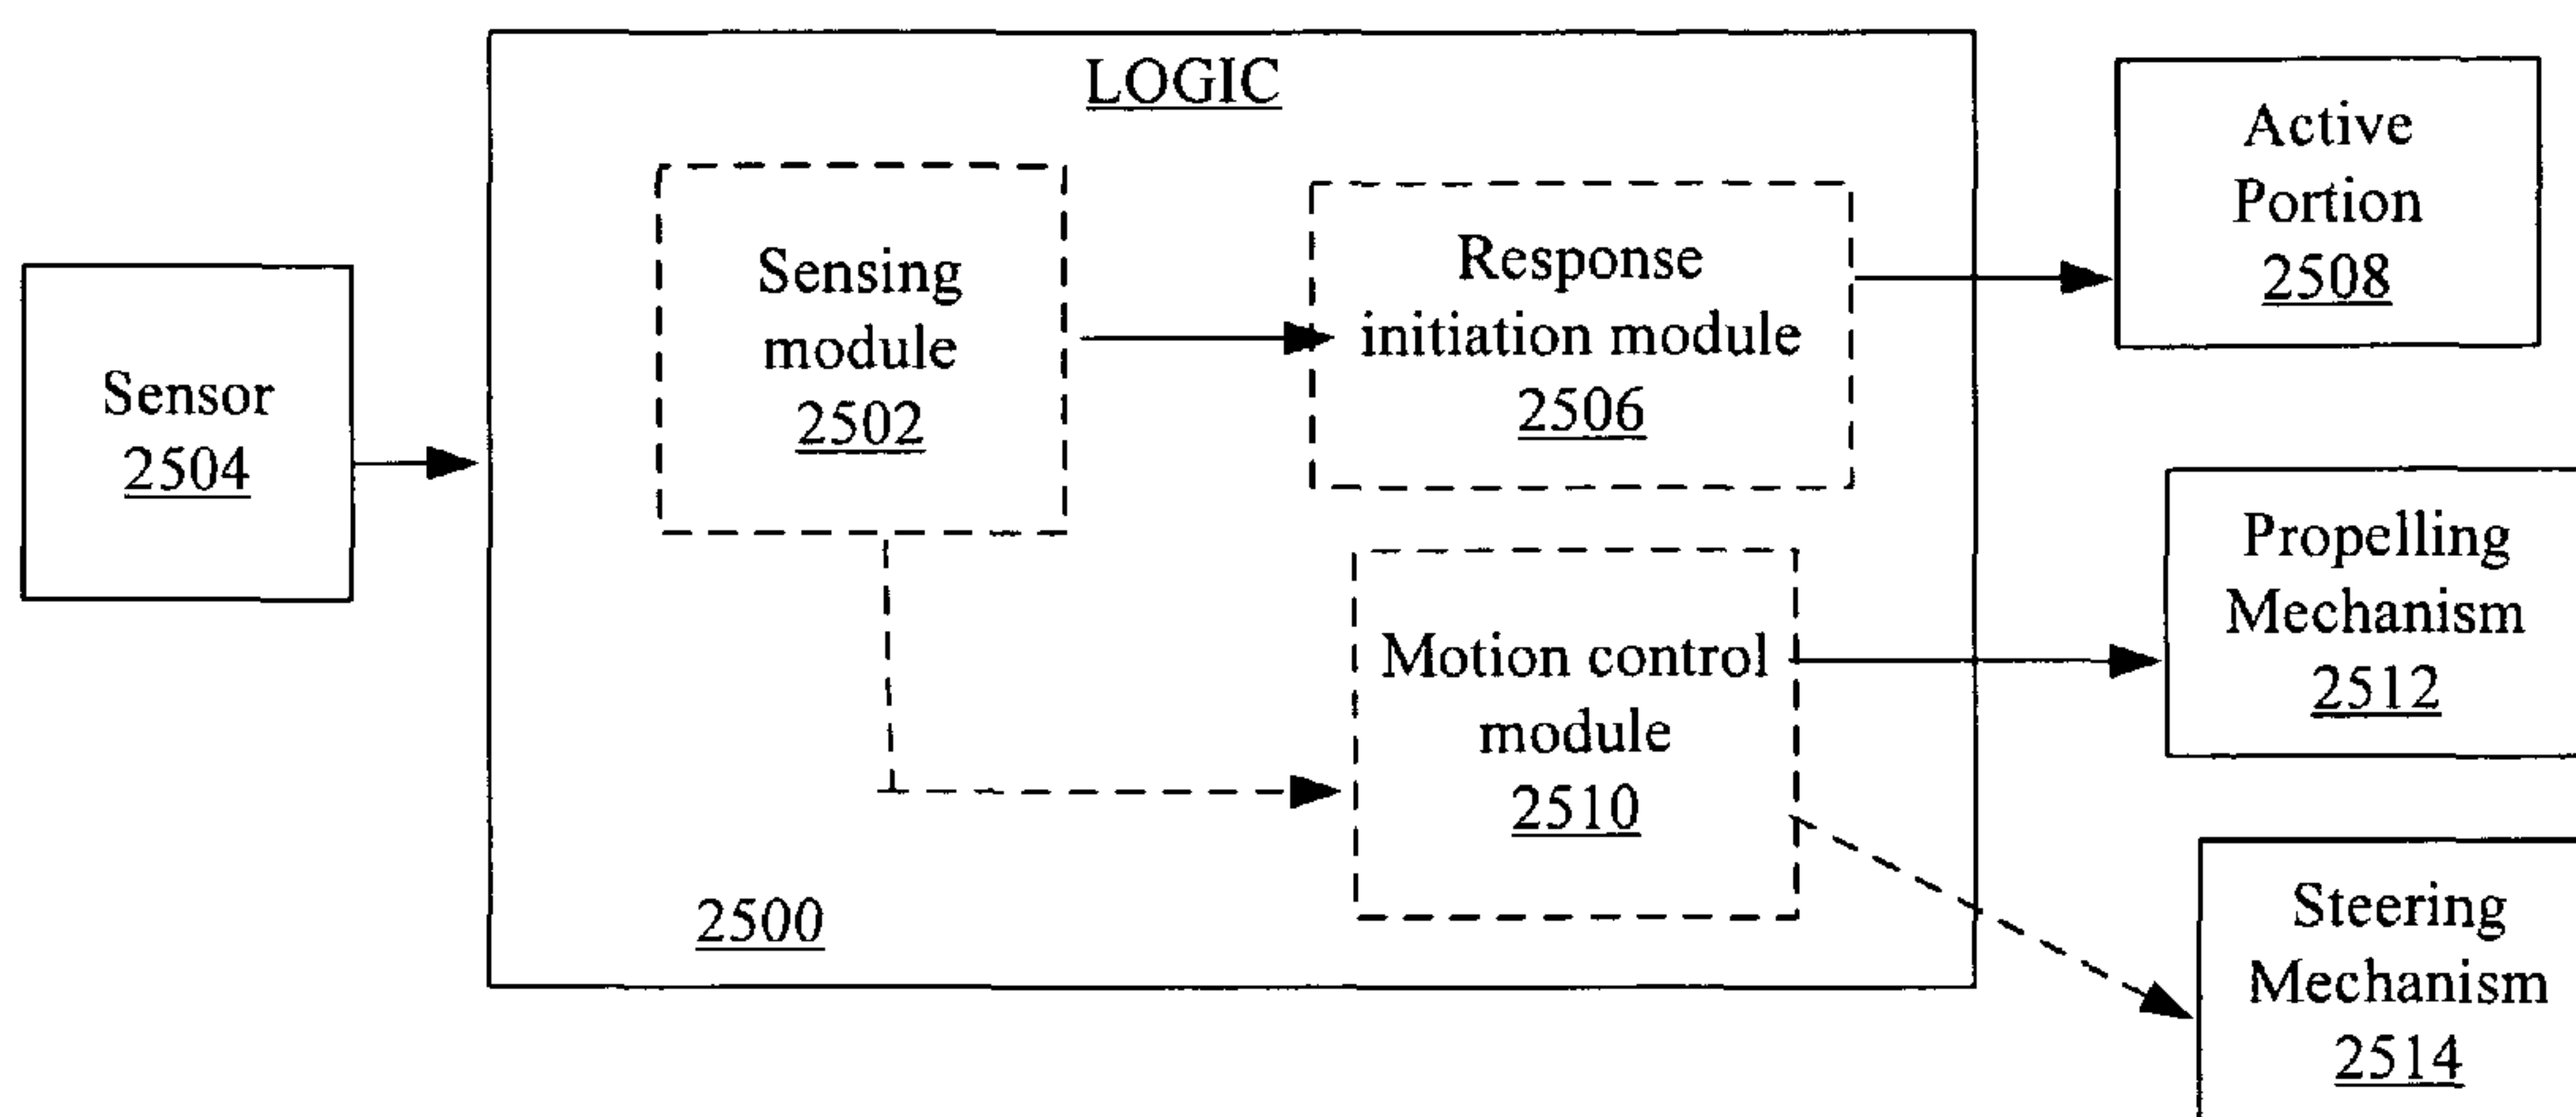 LOGIC
Sensor
2504
Sensing
module
2502
Response
initiation module
2506
Active
Portion
2508
Motion control
module
2510
Propelling
Mechanism
2512
Steering
Mechanism
2514
2500